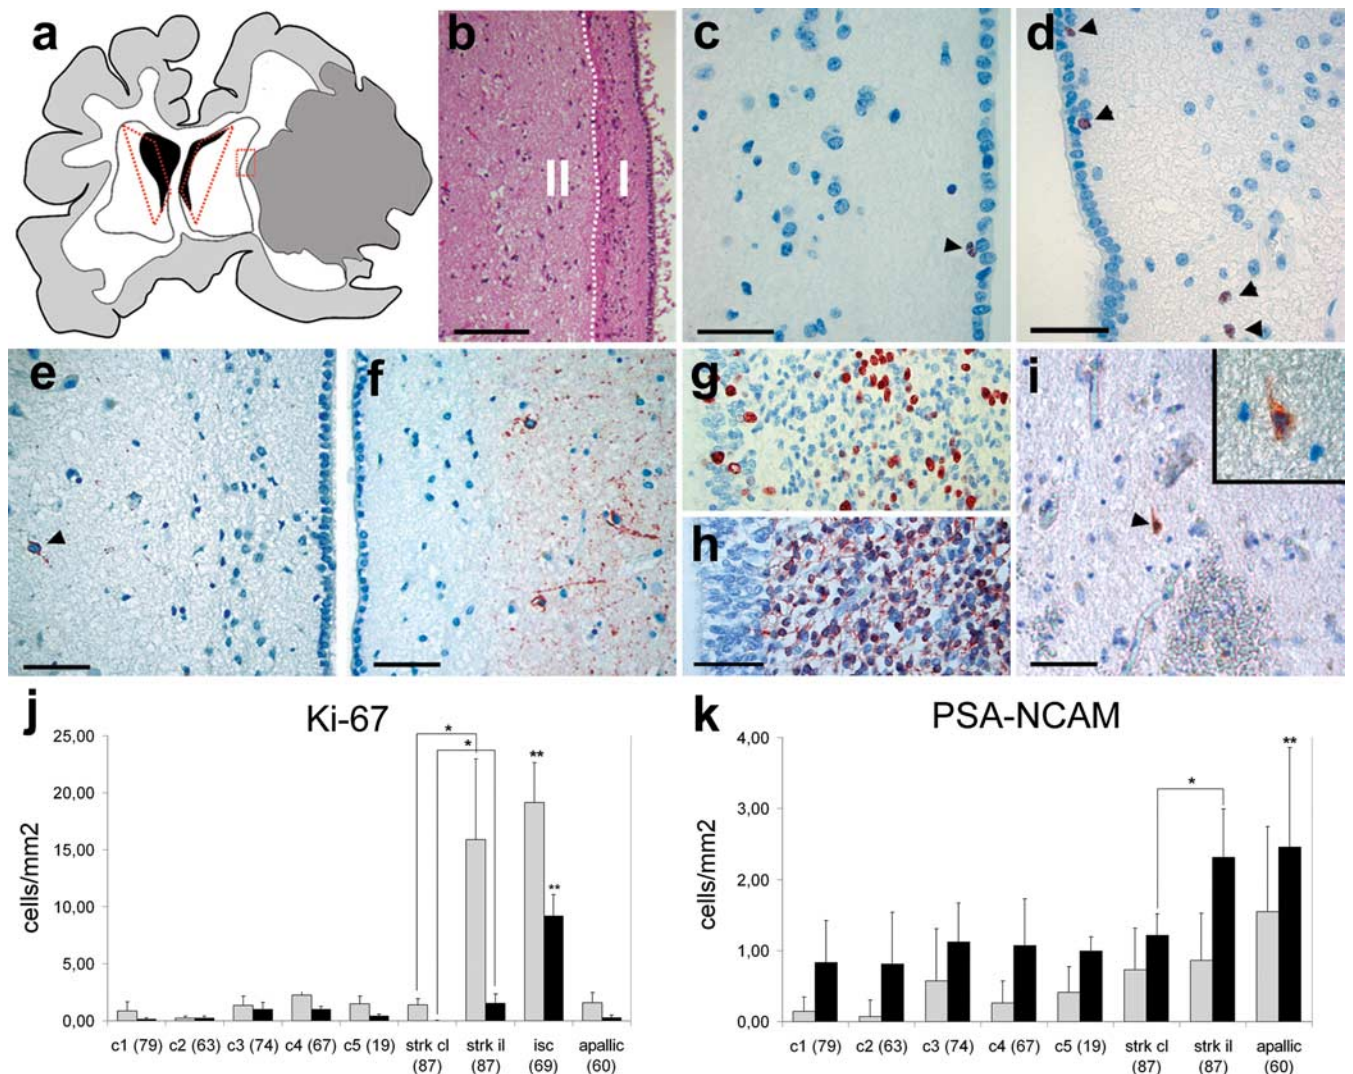 a
b
II I
c
d
e
f
g
h
i
j
Ki-67
cells/mm2
25,00
20,00
15,00
10,00
5,00
0,00
*
*
**
**
c1 (79) c2 (63) c3 (74) c4 (67) c5 (19) strk cl strk il isc apallic
(87) (87) (69) (60)
k
PSA-NCAM
cells/mm2
4,00
3,00
2,00
1,00
0,00
*
**
c1 (79) c2 (63) c3 (74) c4 (67) c5 (19) strk cl strk il apallic
(87) (87) (60)